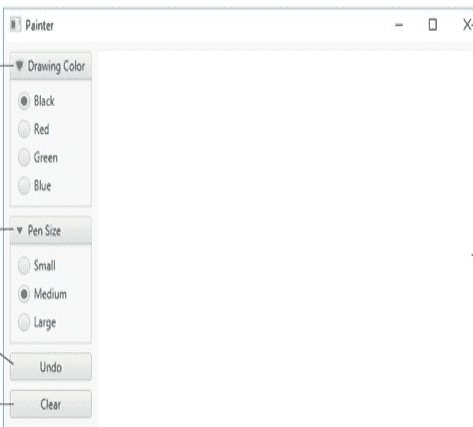 Painter
Drawing Color
Black
Red
Green
Blue
Pen Size
Small
Medium
Large
Undo
Clear